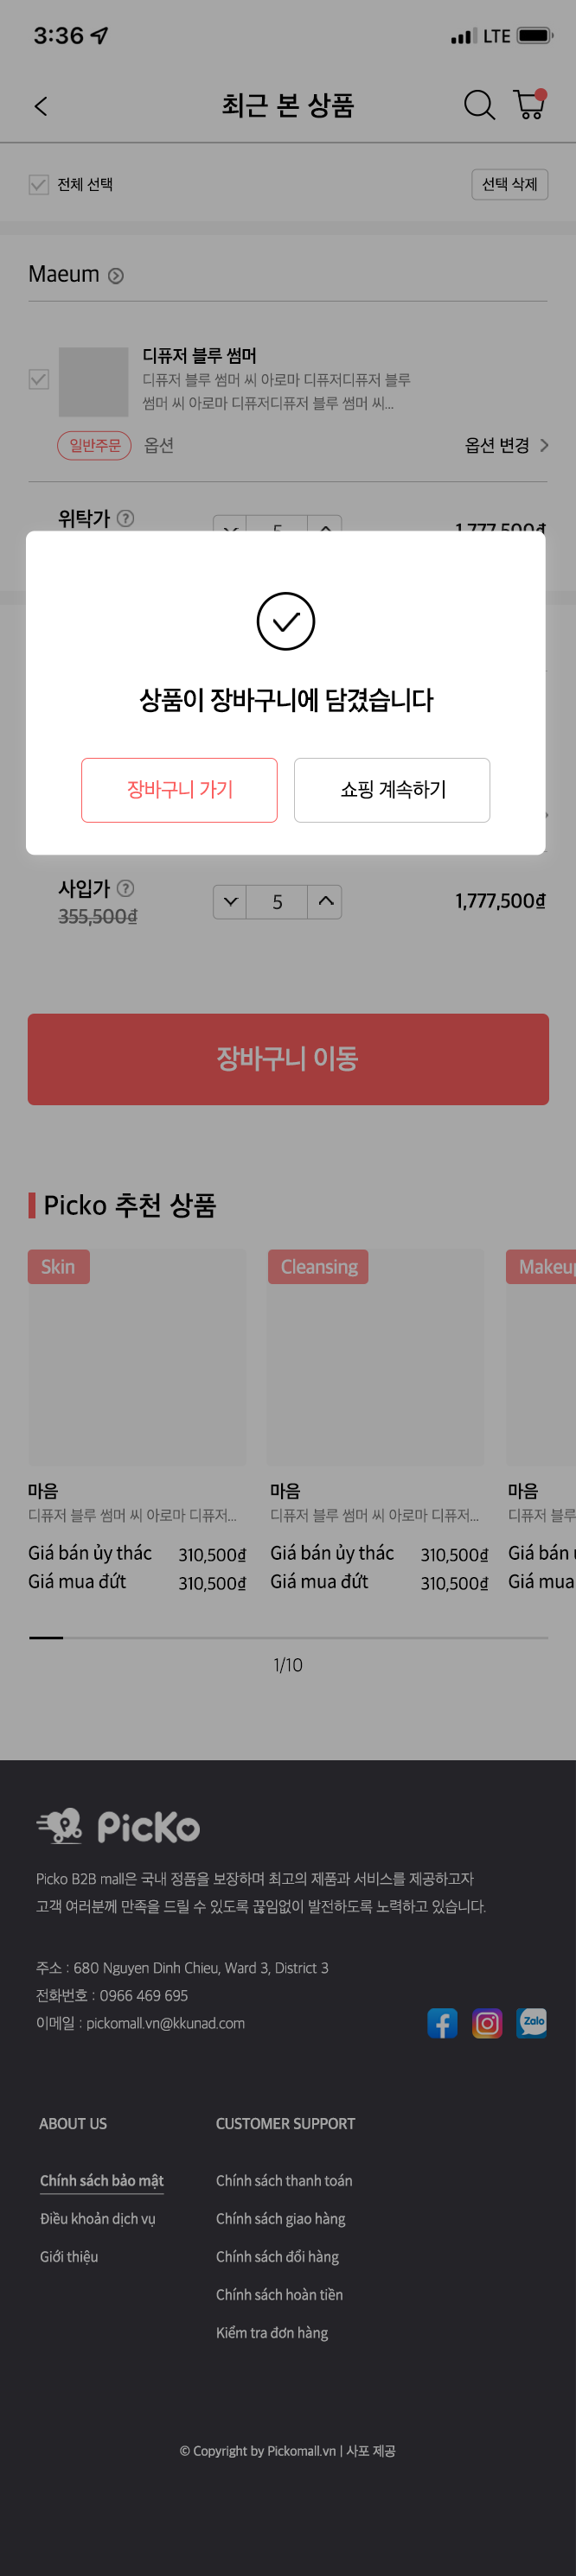 3:36 LTE
최근 본 상품
전체 선택 선택 삭제
Maeum
디퓨저 블루 썸머
디퓨저 블루 썸머 씨 아로마 디퓨저디퓨저 블루
썸머 씨 아로마 디퓨저디퓨저 블루 썸머 씨...
일반주문 옵션 옵션 변경
위탁가 ? 5 1,777,500₫
상품이 장바구니에 담겼습니다
장바구니 가기 쇼핑 계속하기
사입가 ? 5 1,777,500₫
355,500₫
장바구니 이동
Picko 추천 상품
Skin Cleansing Makeup
마음 마음 마음
디퓨저 블루 썸머 씨 아로마 디퓨저... 디퓨저 블루 썸머 씨 아로마 디퓨저... 디퓨저 블루
Giá bán ủy thác 310,500₫ Giá bán ủy thác 310,500₫ Giá bán
Giá mua đứt 310,500₫ Giá mua đứt 310,500₫ Giá mua
1/10
PicKo
Picko B2B mall은 국내 정품을 보장하며 최고의 제품과 서비스를 제공하고자
고객 여러분께 만족을 드릴 수 있도록 끊임없이 발전하도록 노력하고 있습니다.
주소 : 680 Nguyen Dinh Chieu, Ward 3, District 3
전화번호 : 0966 469 695
이메일 : pickomall.vn@kkunad.com
Zalo
ABOUT US CUSTOMER SUPPORT
Chính sách bảo mật Chính sách thanh toán
Điều khoản dịch vụ Chính sách giao hàng
Giới thiệu Chính sách đổi hàng
Chính sách hoàn tiền
Kiểm tra đơn hàng
© Copyright by Pickomall.vn | 사포 제공